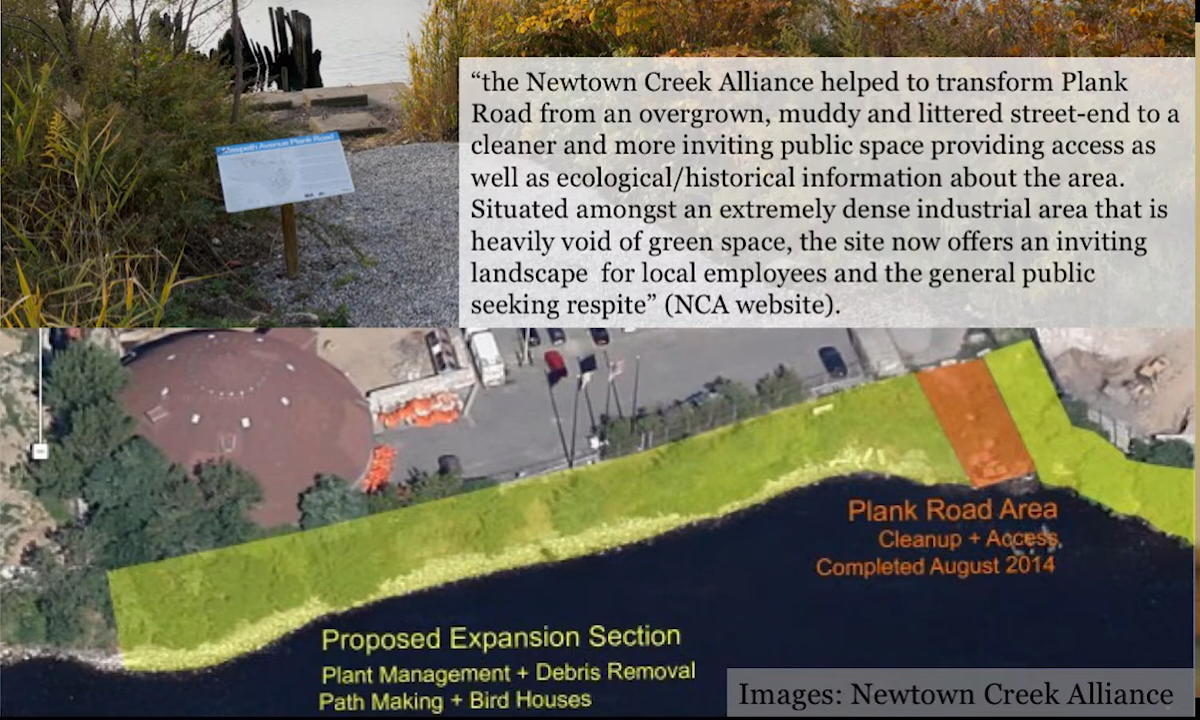 Maspeth Avenue Plank Road
“the Newtown Creek Alliance helped to transform Plank
Road from an overgrown, muddy and littered street-end to a
cleaner and more inviting public space providing access as
well as ecological/historical information about the area.
Situated amongst an extremely dense industrial area that is
heavily void of green space, the site now offers an inviting
landscape  for local employees and the general public
seeking respite” (NCA website).
Plank Road Area
Cleanup + Access,
Completed August 2014
Proposed Expansion Section
Plant Management + Debris Removal
Path Making + Bird Houses
Images: Newtown Creek Alliance